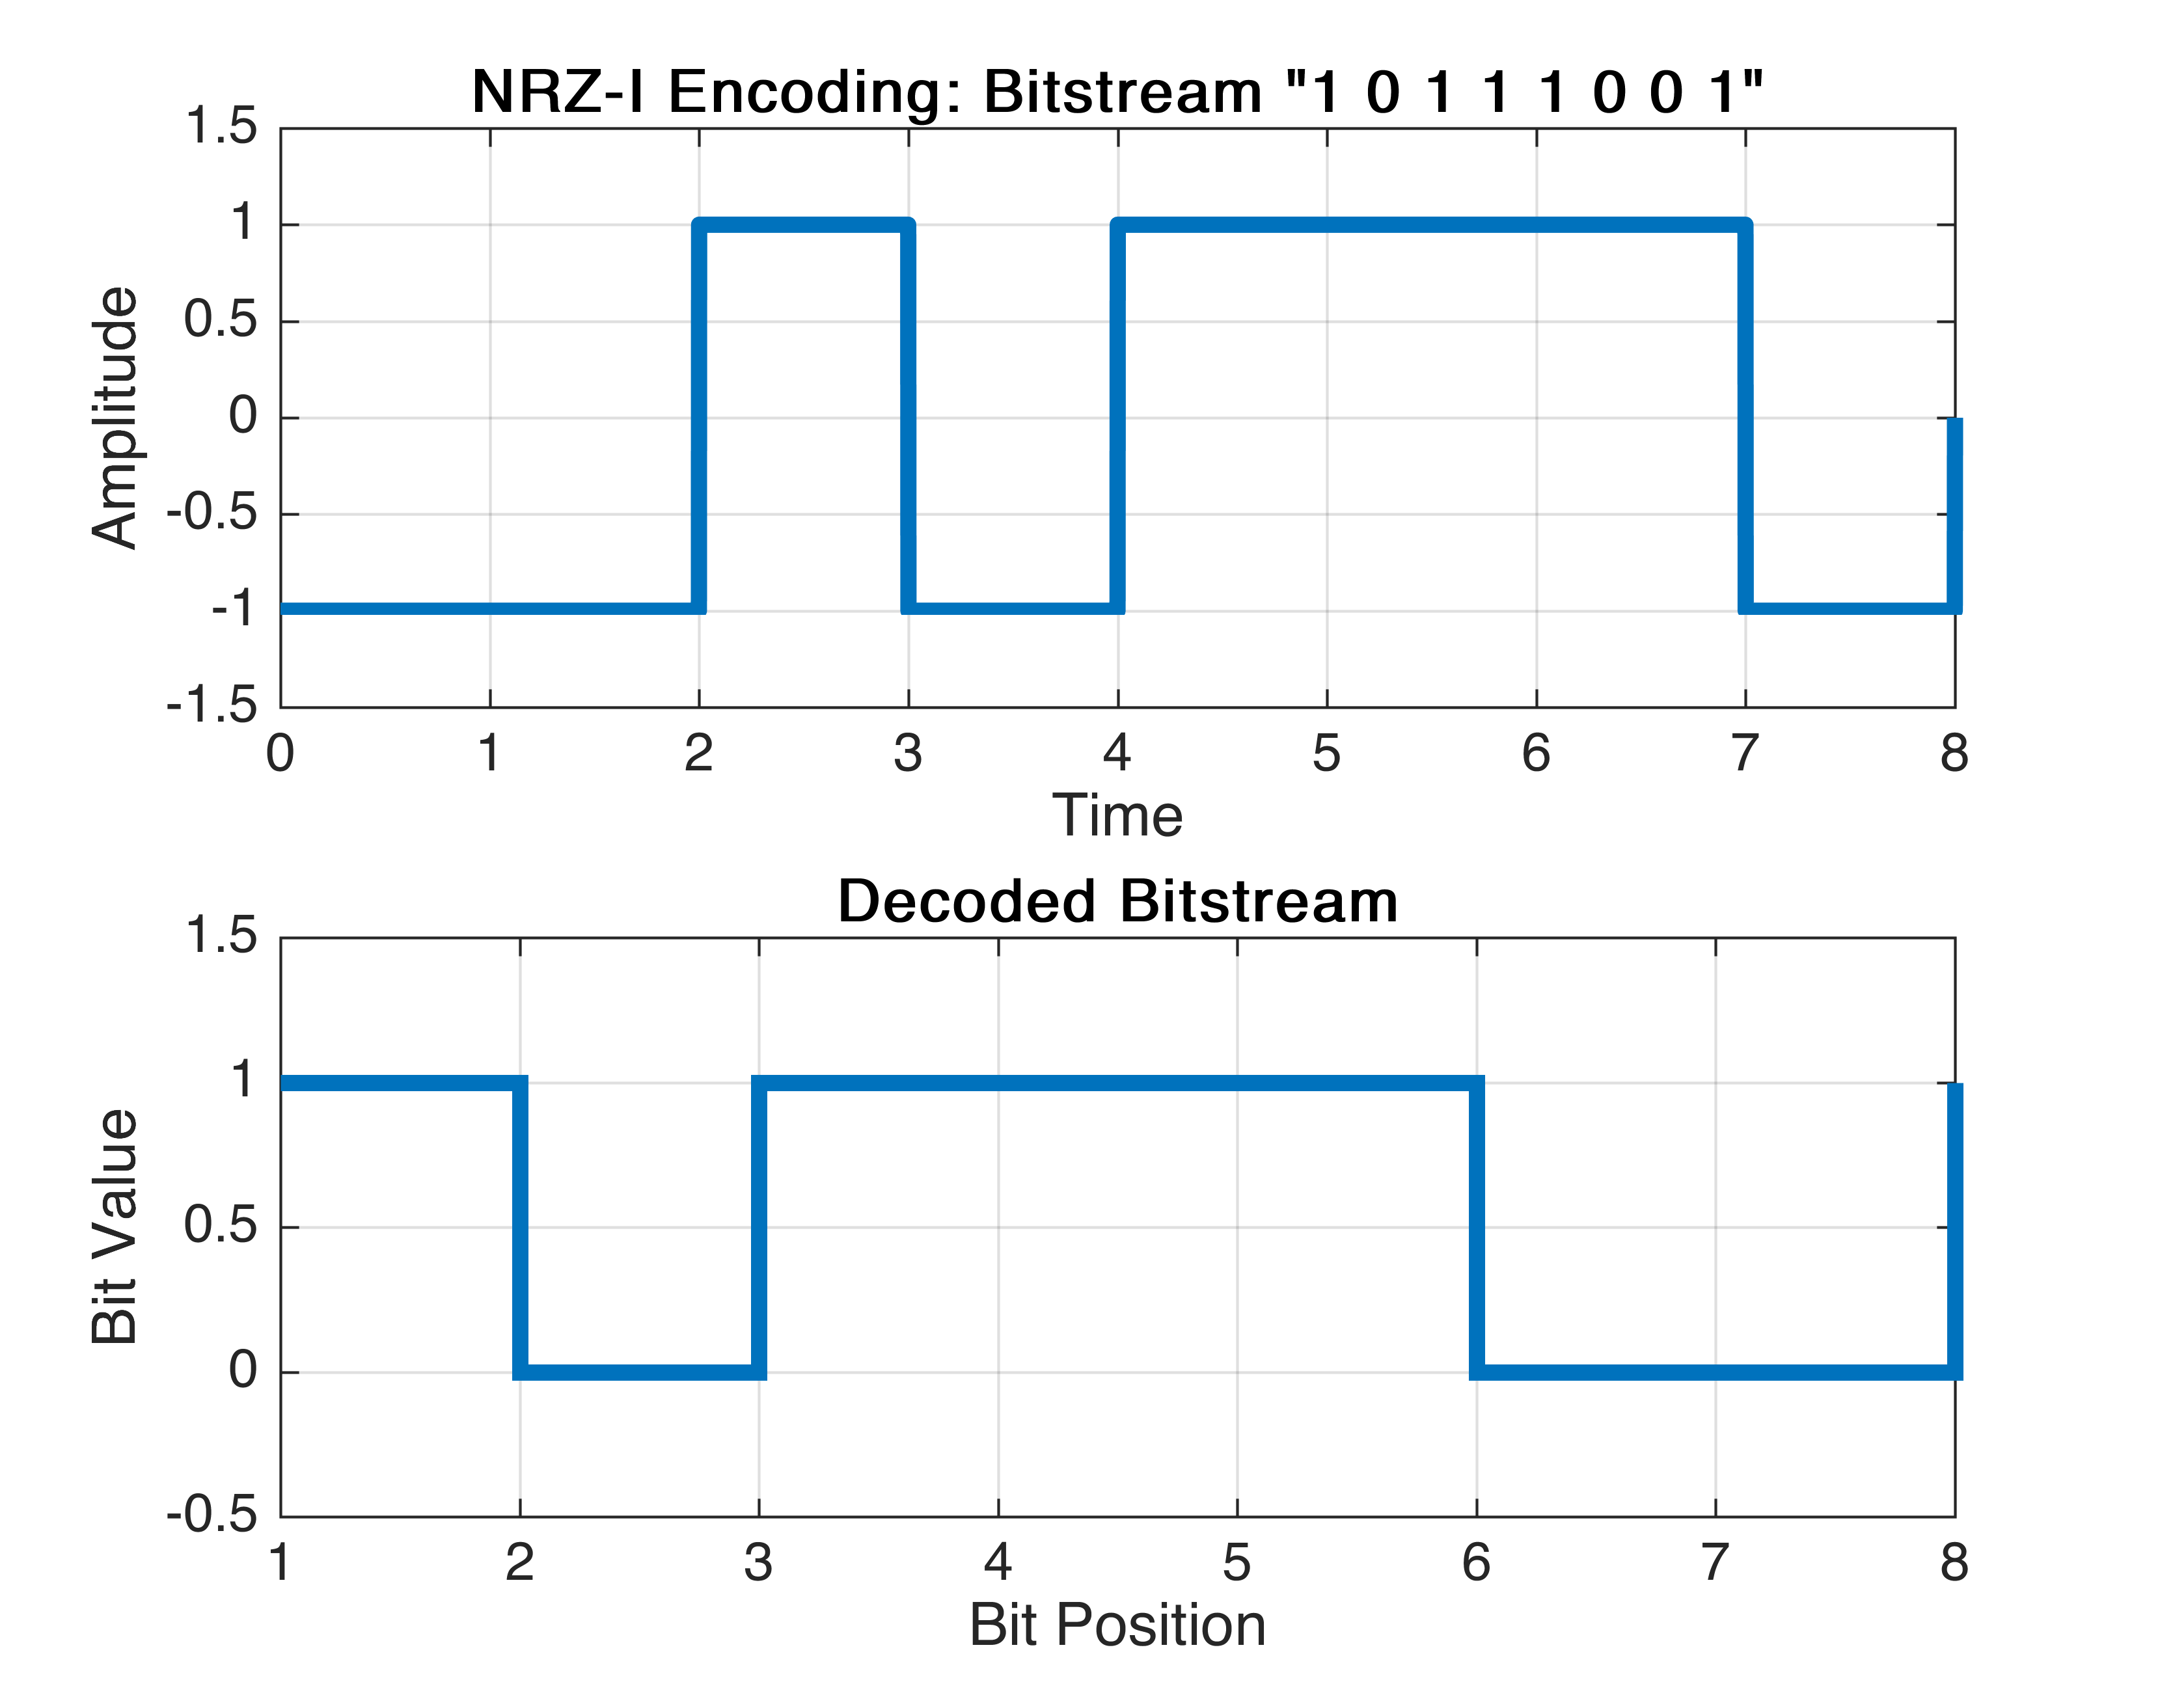 NRZ-I Encoding: Bitstream "1 0 1 1 1 0 0 1"
1.5
1
0.5
0
-0.5
-1
-1.5
Amplitude
0 1 2 3 4 5 6 7 8
Time
Decoded Bitstream
1.5
1
0.5
0
-0.5
Bit Value
1 2 3 4 5 6 7 8
Bit Position